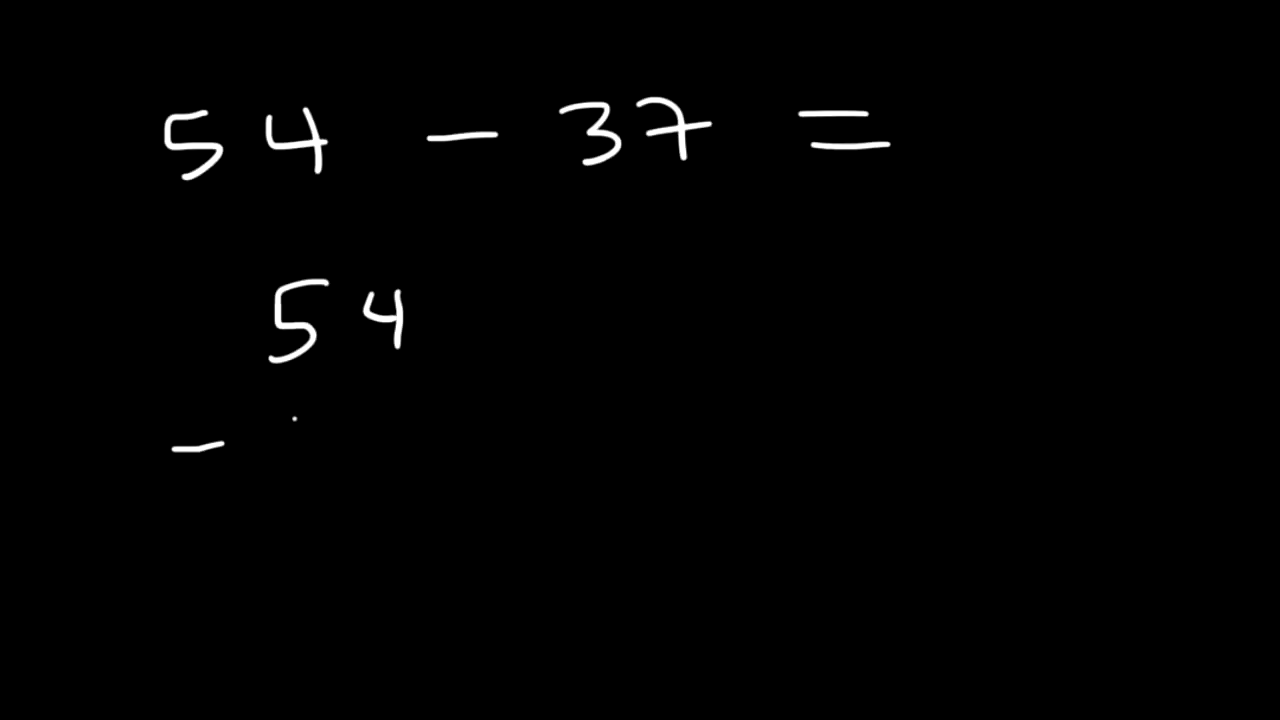 54 - 37 =
54
-